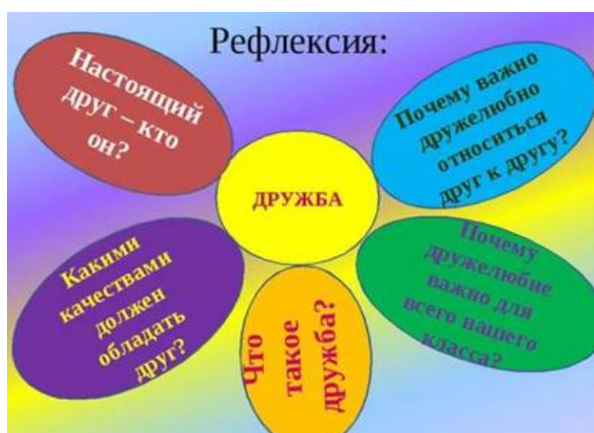 Рефлексия:
Настоящий
друг – кто
он?
Почему важно
дружелюбно
относиться
друг к другу?
ДРУЖБА
Какими
качествами
должен
обладать
друг?
Что
такое
дружба?
Почему
дружелюбие
важно для
всего нашего
класса?